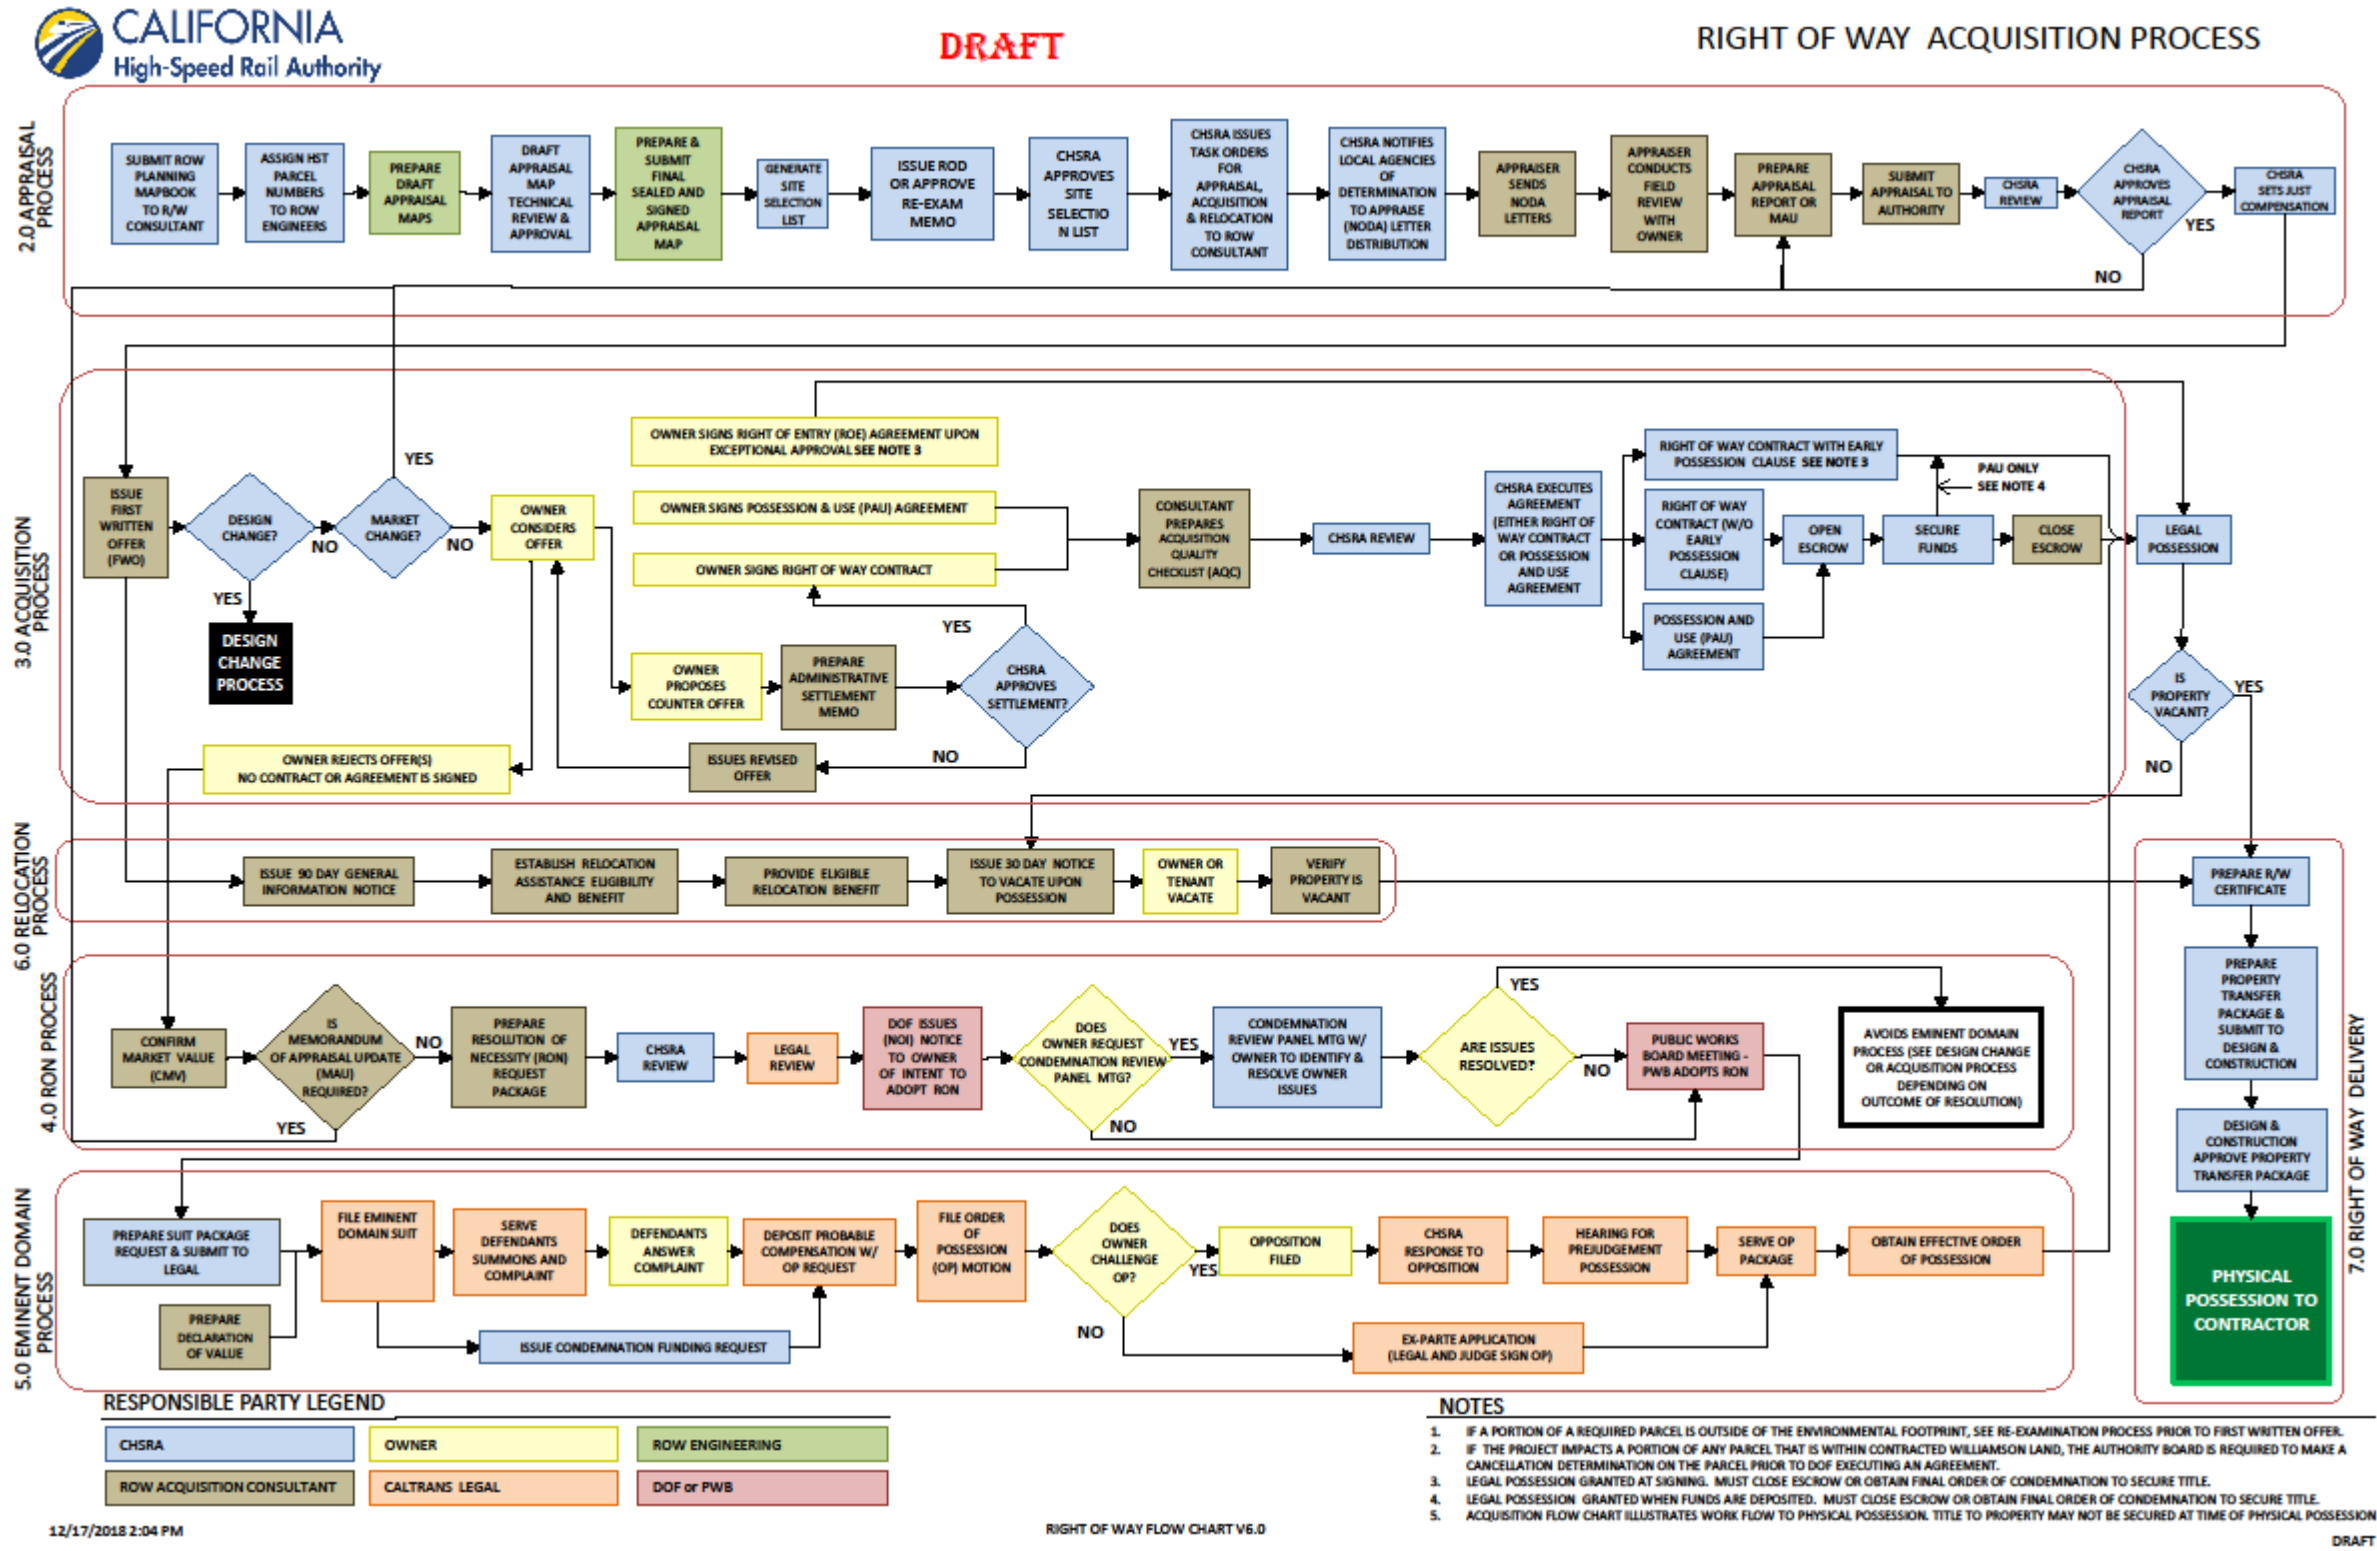 CALIFORNIA
High-Speed Rail Authority
DRAFT
RIGHT OF WAY ACQUISITION PROCESS
2.0 APPRAISAL
PROCESS
SUBMIT ROW
PLANNING
MAPBOOK
TO R/W
CONSULTANT
ASSIGN HST
PARCEL
NUMBERS
TO ROW
ENGINEERS
PREPARE
DRAFT
APPRAISAL
MAPS
DRAFT
APPRAISAL
MAP
TECHNICAL
REVIEW &
APPROVAL
PREPARE &
SUBMIT
FINAL
SEALED AND
SIGNED
APPRAISAL
MAP
GENERATE
SITE
SELECTION
LIST
ISSUE ROD
OR APPROVE
RE-EXAM
MEMO
CHSRA
APPROVES
SITE
SELECTIO
N LIST
CHSRA ISSUES
TASK ORDERS
FOR
APPRAISAL,
ACQUISITION
& RELOCATION
TO ROW
CONSULTANT
CHSRA NOTIFIES
LOCAL AGENCIES
OF
DETERMINATION
TO APPRAISE
(NODA) LETTER
DISTRIBUTION
APPRAISER
SENDS
NODA
LETTERS
APPRAISER
CONDUCTS
FIELD
REVIEW
WITH
OWNER
PREPARE
APPRAISAL
REPORT OR
MAU
SUBMIT
APPRAISAL TO
AUTHORITY
CHSRA
REVIEW
CHSRA
APPROVES
APPRAISAL
REPORT
YES
NO
CHSRA
SETS JUST
COMPENSATION
3.0 ACQUISITION
PROCESS
ISSUE
FIRST
WRITTEN
OFFER
(FWO)
DESIGN
CHANGE?
NO
YES
DESIGN
CHANGE
PROCESS
MARKET
CHANGE?
YES
NO
OWNER
CONSIDERS
OFFER
OWNER SIGNS RIGHT OF ENTRY (ROE) AGREEMENT UPON
EXCEPTIONAL APPROVAL SEE NOTE 3
OWNER SIGNS POSSESSION & USE (PAU) AGREEMENT
OWNER SIGNS RIGHT OF WAY CONTRACT
OWNER
PROPOSES
COUNTER OFFER
PREPARE
ADMINISTRATIVE
SETTLEMENT
MEMO
CHSRA
APPROVES
SETTLEMENT?
YES
NO
ISSUES REVISED
OFFER
OWNER REJECTS OFFER(S)
NO CONTRACT OR AGREEMENT IS SIGNED
CONSULTANT
PREPARES
ACQUISITION
QUALITY
CHECKLIST (AQC)
CHSRA REVIEW
CHSRA EXECUTES
AGREEMENT
(EITHER RIGHT OF
WAY CONTRACT
OR POSSESSION
AND USE
AGREEMENT
RIGHT OF WAY CONTRACT WITH EARLY
POSSESSION CLAUSE SEE NOTE 3
RIGHT OF WAY
CONTRACT (W/O
EARLY
POSSESSION
CLAUSE)
POSSESSION AND
USE (PAU)
AGREEMENT
OPEN
ESCROW
SECURE
FUNDS
PAU ONLY
SEE NOTE 4
CLOSE
ESCROW
LEGAL
POSSESSION
IS
PROPERTY
VACANT?
YES
NO
6.0 RELOCATION
PROCESS
ISSUE 90 DAY GENERAL
INFORMATION NOTICE
ESTABLISH RELOCATION
ASSISTANCE ELIGIBILITY
AND BENEFIT
PROVIDE ELIGIBLE
RELOCATION BENEFIT
ISSUE 30 DAY NOTICE
TO VACATE UPON
POSSESSION
OWNER OR
TENANT
VACATE
VERIFY
PROPERTY IS
VACANT
4.0 RON PROCESS
CONFIRM
MARKET VALUE
(CMV)
IS
MEMORANDUM
OF APPRAISAL UPDATE
(MAU)
REQUIRED?
NO
YES
PREPARE
RESOLUTION OF
NECESSITY (RON)
REQUEST
PACKAGE
CHSRA
REVIEW
LEGAL
REVIEW
DOF ISSUES
(NOI) NOTICE
TO OWNER
OF INTENT TO
ADOPT RON
DOES
OWNER REQUEST
CONDEMNATION REVIEW
PANEL MTG?
YES
NO
CONDEMNATION
REVIEW PANEL MTG W/
OWNER TO IDENTIFY &
RESOLVE OWNER
ISSUES
ARE ISSUES
RESOLVED?
YES
NO
PUBLIC WORKS
BOARD MEETING -
PWB ADOPTS RON
AVOIDS EMINENT DOMAIN
PROCESS (SEE DESIGN CHANGE
OR ACQUISITION PROCESS
DEPENDING ON
OUTCOME OF RESOLUTION)
5.0 EMINENT DOMAIN
PROCESS
PREPARE SUIT PACKAGE
REQUEST & SUBMIT TO
LEGAL
PREPARE
DECLARATION
OF VALUE
FILE EMINENT
DOMAIN SUIT
SERVE
DEFENDANTS
SUMMONS AND
COMPLAINT
DEFENDANTS
ANSWER
COMPLAINT
ISSUE CONDEMNATION FUNDING REQUEST
DEPOSIT PROBABLE
COMPENSATION W/
OP REQUEST
FILE ORDER
OF
POSSESSION
(OP) MOTION
DOES
OWNER
CHALLENGE
OP?
YES
NO
OPPOSITION
FILED
CHSRA
RESPONSE TO
OPPOSITION
HEARING FOR
PREJUDGEMENT
POSSESSION
EX-PARTE APPLICATION
(LEGAL AND JUDGE SIGN OP)
SERVE OP
PACKAGE
OBTAIN EFFECTIVE ORDER
OF POSSESSION
7.0 RIGHT OF WAY DELIVERY
PREPARE R/W
CERTIFICATE
PREPARE
PROPERTY
TRANSFER
PACKAGE &
SUBMIT TO
DESIGN &
CONSTRUCTION
DESIGN &
CONSTRUCTION
APPROVE PROPERTY
TRANSFER PACKAGE
PHYSICAL
POSSESSION TO
CONTRACTOR
RESPONSIBLE PARTY LEGEND
CHSRA
OWNER
ROW ENGINEERING
ROW ACQUISITION CONSULTANT
CALTRANS LEGAL
DOF or PWB
NOTES
1. IF A PORTION OF A REQUIRED PARCEL IS OUTSIDE OF THE ENVIRONMENTAL FOOTPRINT, SEE RE-EXAMINATION PROCESS PRIOR TO FIRST WRITTEN OFFER.
2. IF THE PROJECT IMPACTS A PORTION OF ANY PARCEL THAT IS WITHIN CONTRACTED WILLIAMSON LAND, THE AUTHORITY BOARD IS REQUIRED TO MAKE A
CANCELLATION DETERMINATION ON THE PARCEL PRIOR TO DOF EXECUTING AN AGREEMENT.
3. LEGAL POSSESSION GRANTED AT SIGNING. MUST CLOSE ESCROW OR OBTAIN FINAL ORDER OF CONDEMNATION TO SECURE TITLE.
4. LEGAL POSSESSION GRANTED WHEN FUNDS ARE DEPOSITED. MUST CLOSE ESCROW OR OBTAIN FINAL ORDER OF CONDEMNATION TO SECURE TITLE.
5. ACQUISITION FLOW CHART ILLUSTRATES WORK FLOW TO PHYSICAL POSSESSION. TITLE TO PROPERTY MAY NOT BE SECURED AT TIME OF PHYSICAL POSSESSION
12/17/2018 2:04 PM
RIGHT OF WAY FLOW CHART V6.0
DRAFT